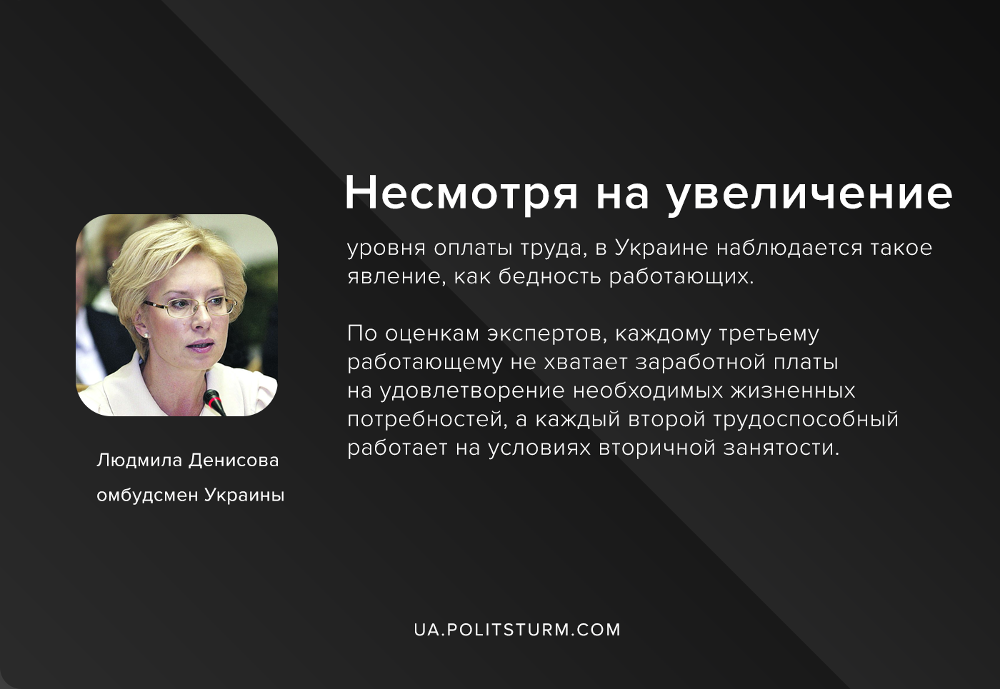 Несмотря на увеличение
уровня оплаты труда, в Украине наблюдается такое
явление, как бедность работающих.
По оценкам экспертов, каждому третьему
работающему не хватает заработной платы
на удовлетворение необходимых жизненных
потребностей, а каждый второй трудоспособный
работает на условиях вторичной занятости.
Людмила Денисова
омбудсмен Украины
UA.POLITSTURM.COM